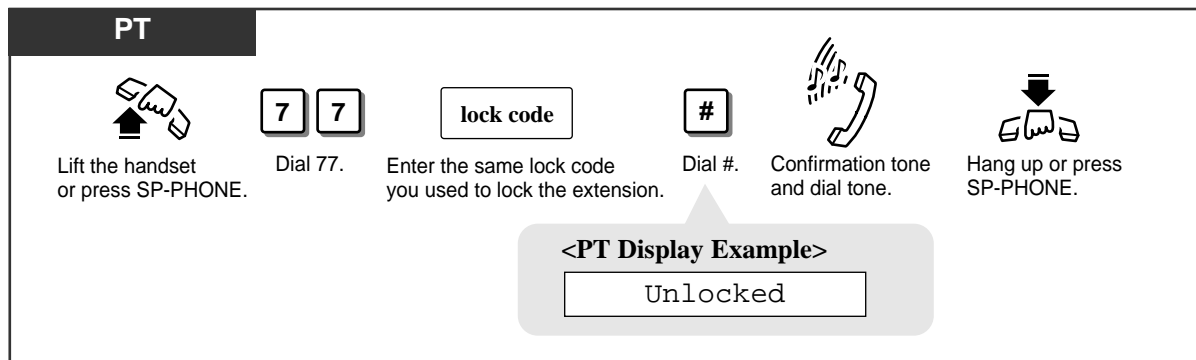 PT
7 7
lock code
#
Lift the handset
or press SP-PHONE.
Dial 77.
Enter the same lock code
you used to lock the extension.
Dial #.
Confirmation tone
and dial tone.
Hang up or press
SP-PHONE.
<PT Display Example>
Unlocked